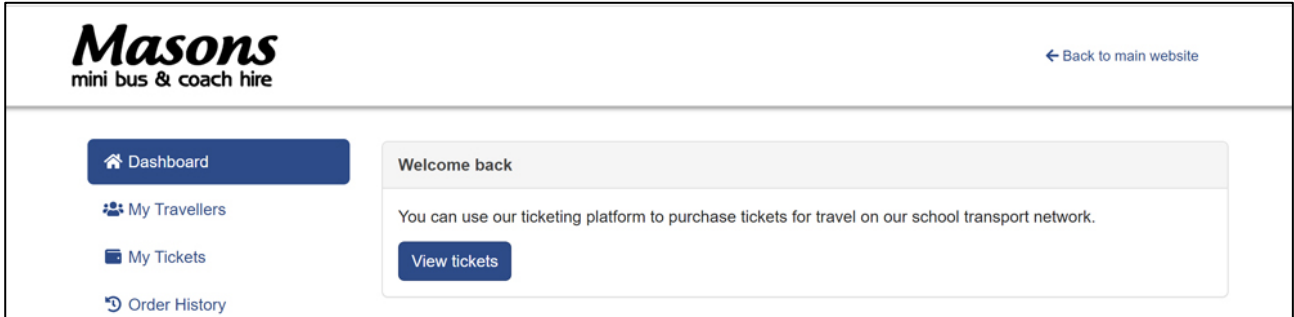 Masons
mini bus & coach hire
Back to main website
Dashboard
My Travellers
My Tickets
Order History
Welcome back
You can use our ticketing platform to purchase tickets for travel on our school transport network.
View tickets